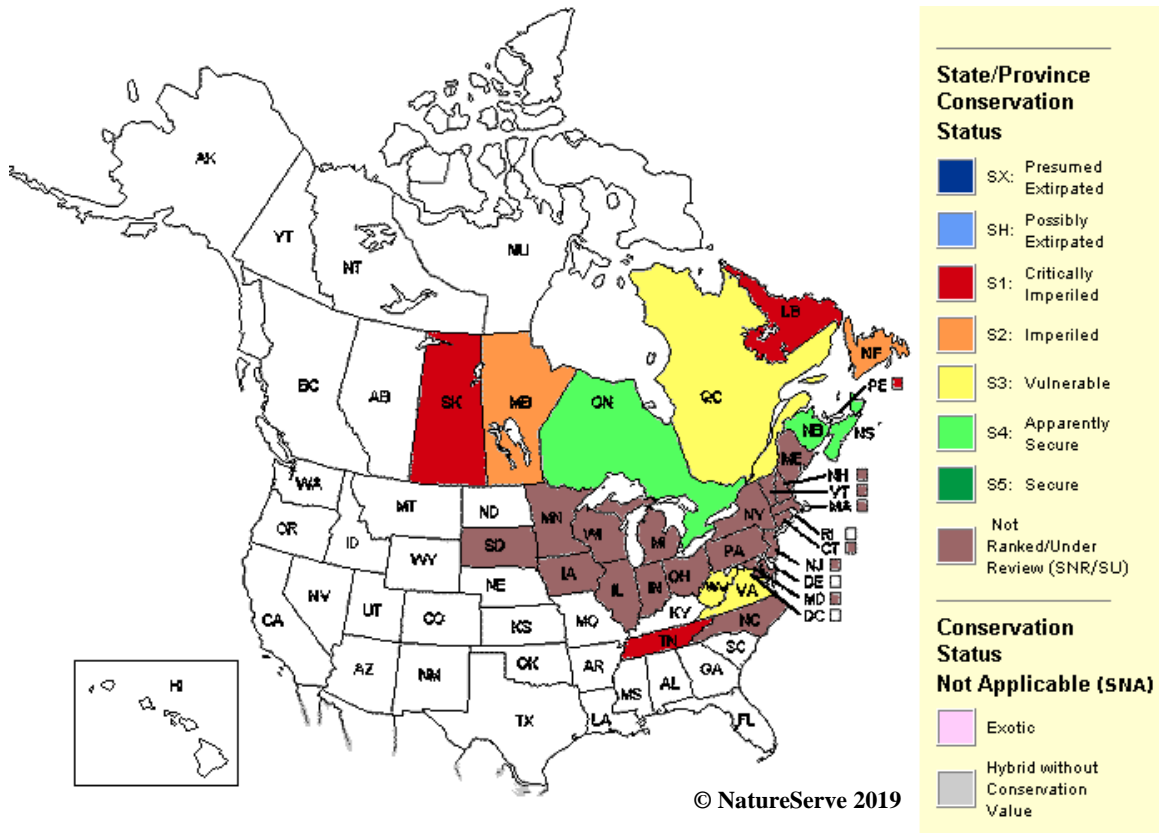 AK
YT
NT
NU
BC
AB
SK
MB
ON
QC
LB
NF
PE
NB
NS
ME
NH
VT
MA
RI
CT
NJ
DE
MD
DC
WA
OR
ID
MT
ND
SD
MN
WI
MI
NY
PA
WY
NE
IA
IL
IN
OH
WV
VA
KY
NC
NV
UT
CO
KS
MO
CA
AZ
NM
OK
AR
TN
SC
MS
AL
GA
TX
LA
FL
HI
© NatureServe 2019
State/Province
Conservation
Status
SX: Presumed
Extirpated
SH: Possibly
Extirpated
S1: Critically
Imperiled
S2: Imperiled
S3: Vulnerable
S4: Apparently
Secure
S5: Secure
Not
Ranked/Under
Review (SNR/SU)
Conservation
Status
Not Applicable (SNA)
Exotic
Hybrid without
Conservation
Value